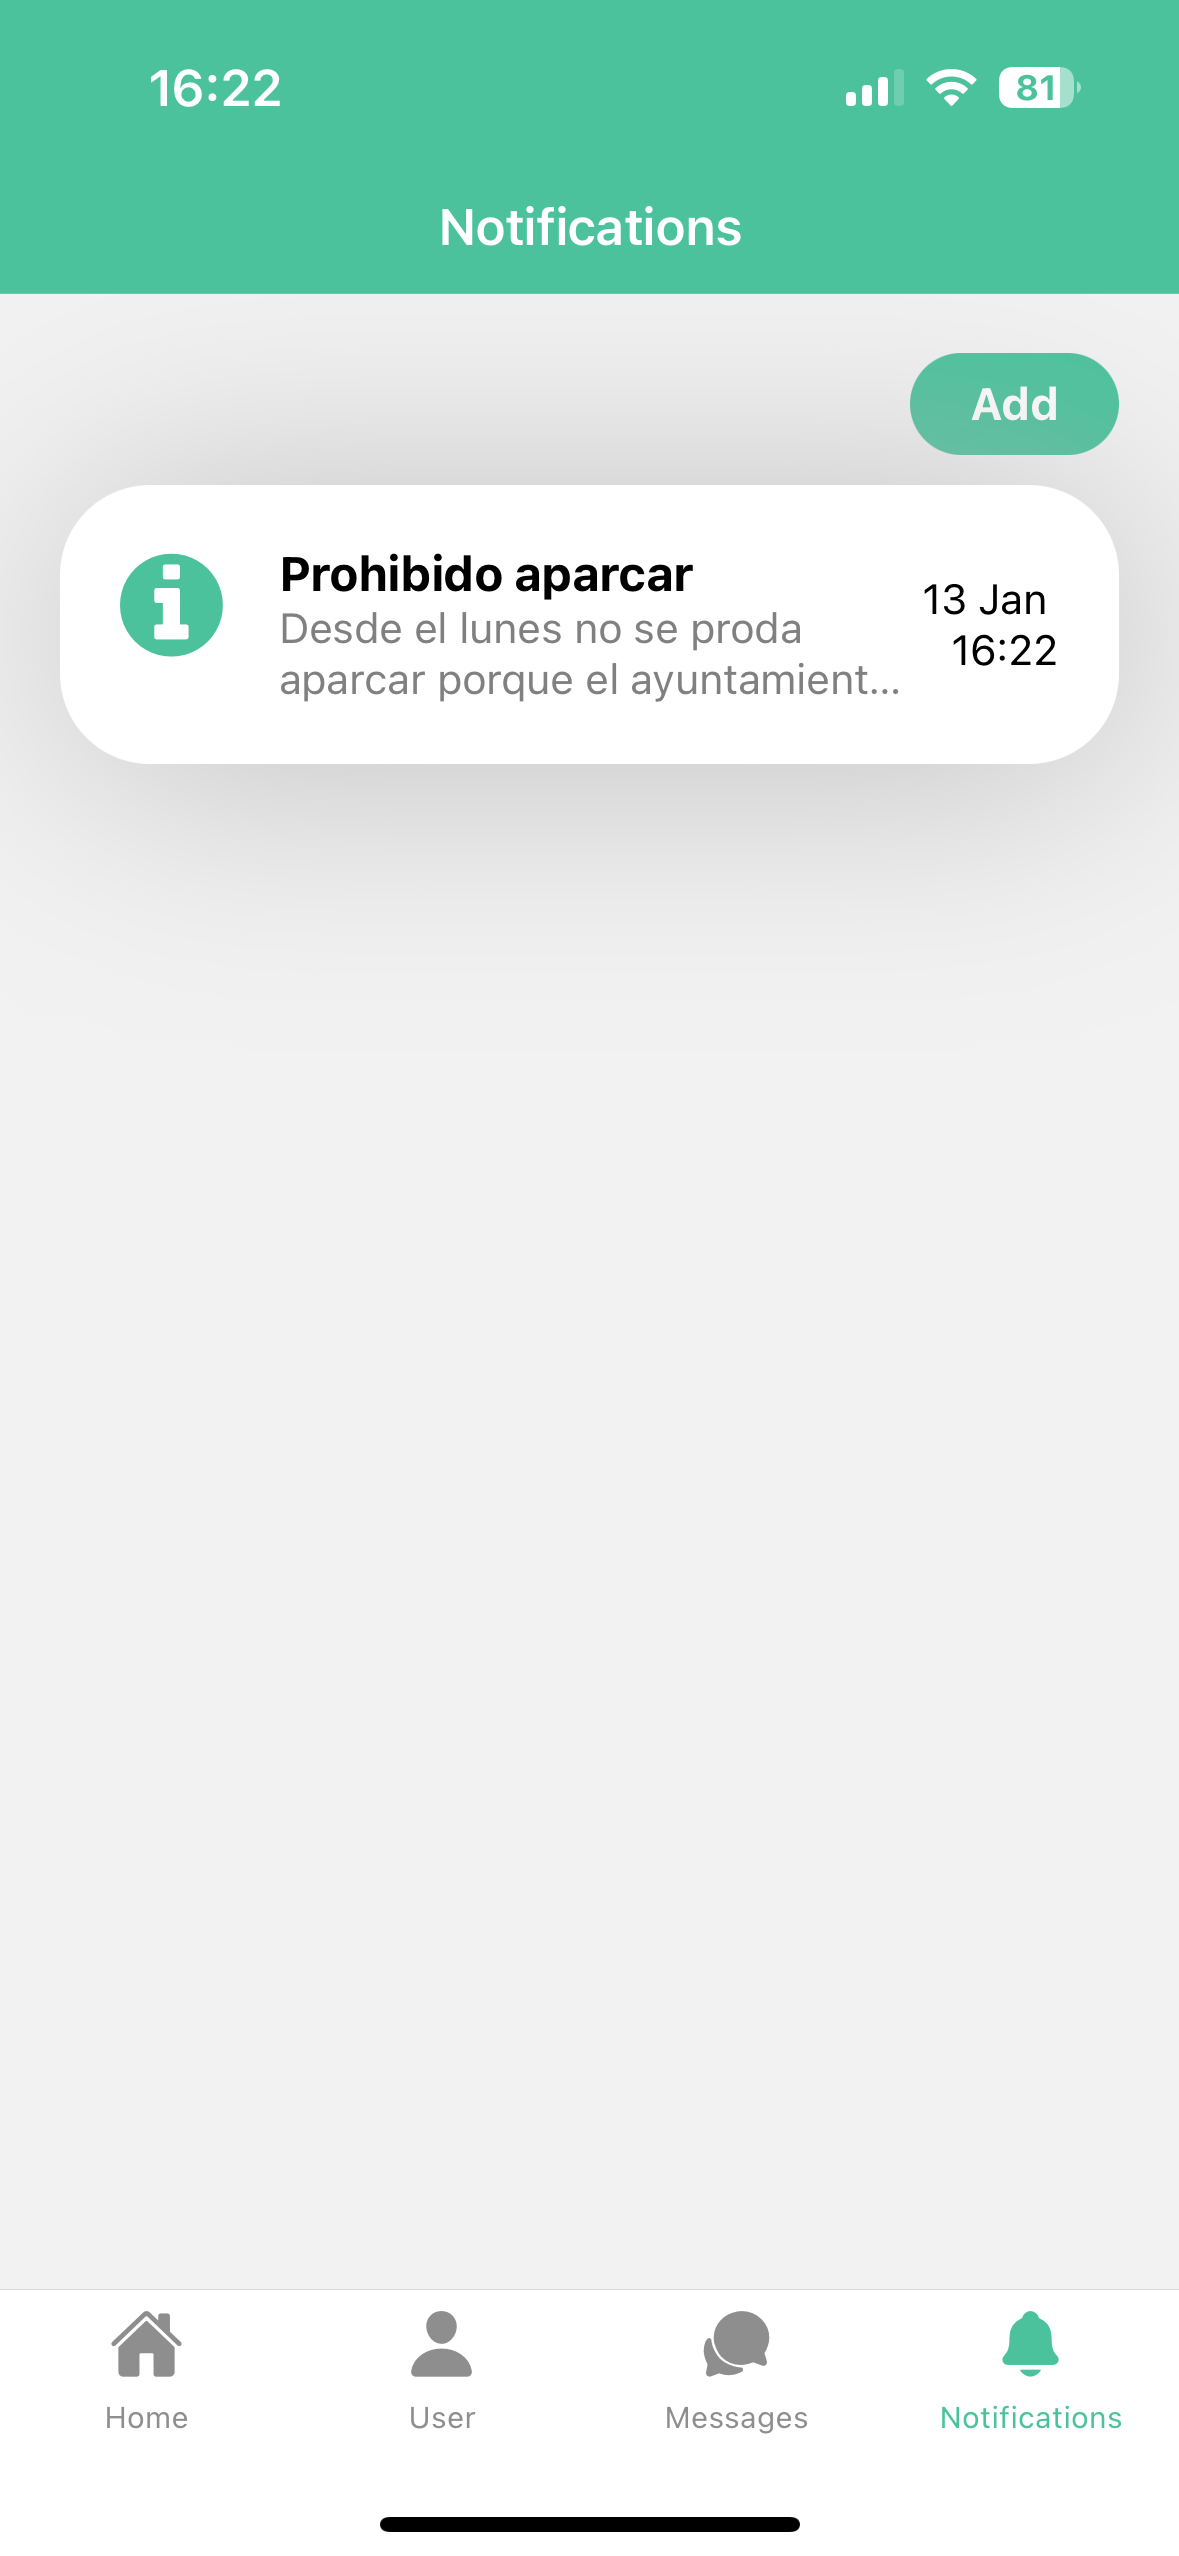 16:22
81
Notifications
Add
Prohibido aparcar
Desde el lunes no se proda
aparcar porque el ayuntamient...
13 Jan
16:22
Home
User
Messages
Notifications